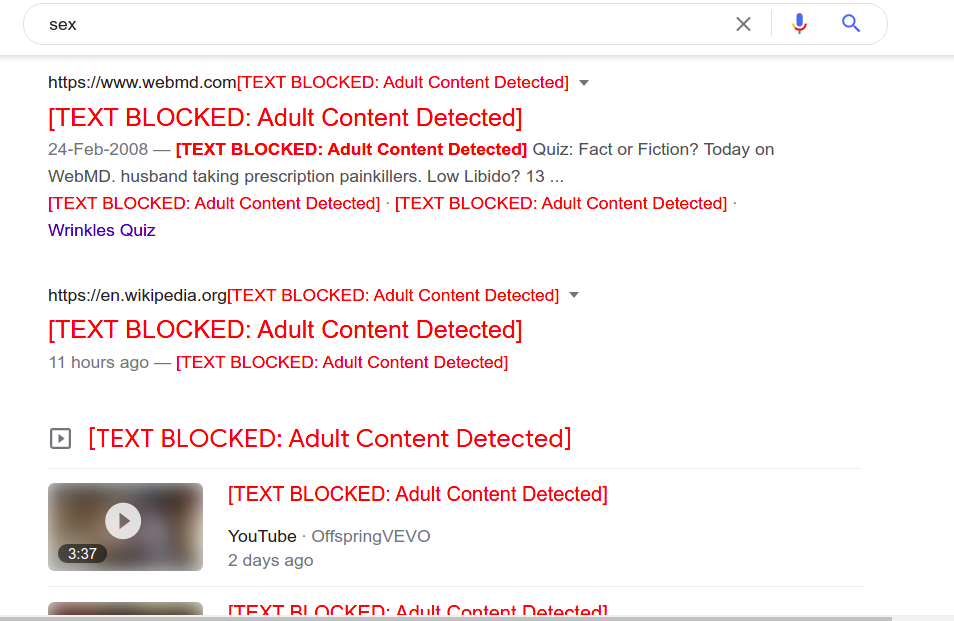 sex
https://www.webmd.com[TEXT BLOCKED: Adult Content Detected]
[TEXT BLOCKED: Adult Content Detected]
24-Feb-2008 — [TEXT BLOCKED: Adult Content Detected] Quiz: Fact or Fiction? Today on
WebMD. husband taking prescription painkillers. Low Libido? 13 ...
[TEXT BLOCKED: Adult Content Detected] · [TEXT BLOCKED: Adult Content Detected] ·
Wrinkles Quiz
https://en.wikipedia.org[TEXT BLOCKED: Adult Content Detected]
[TEXT BLOCKED: Adult Content Detected]
11 hours ago — [TEXT BLOCKED: Adult Content Detected]
[TEXT BLOCKED: Adult Content Detected]
[TEXT BLOCKED: Adult Content Detected]
YouTube · OffspringVEVO
3:37
2 days ago
[TEXT BLOCKED: Adult Content Detected]